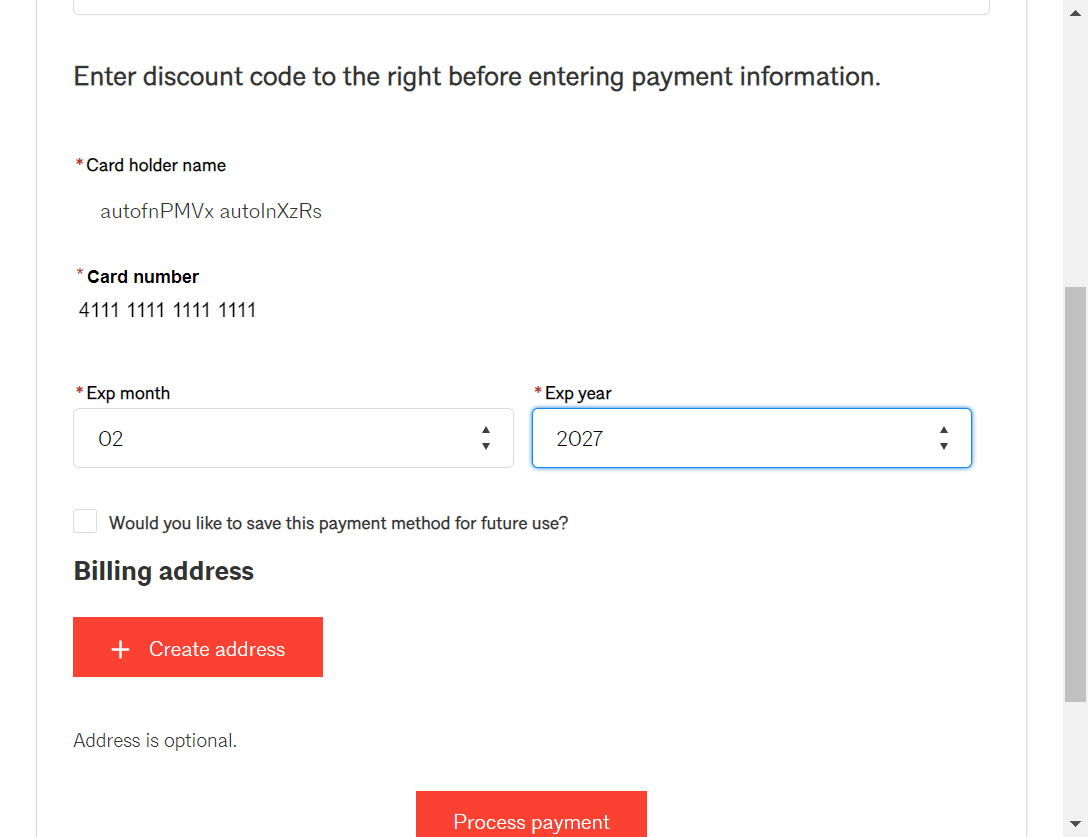 Enter discount code to the right before entering payment information.
*Card holder name
autofnPMVx autolnXzRs
*Card number
4111 1111 1111 1111
*Exp month
*Exp year
02
2027
Would you like to save this payment method for future use?
Billing address
+ Create address
Address is optional.
Process payment